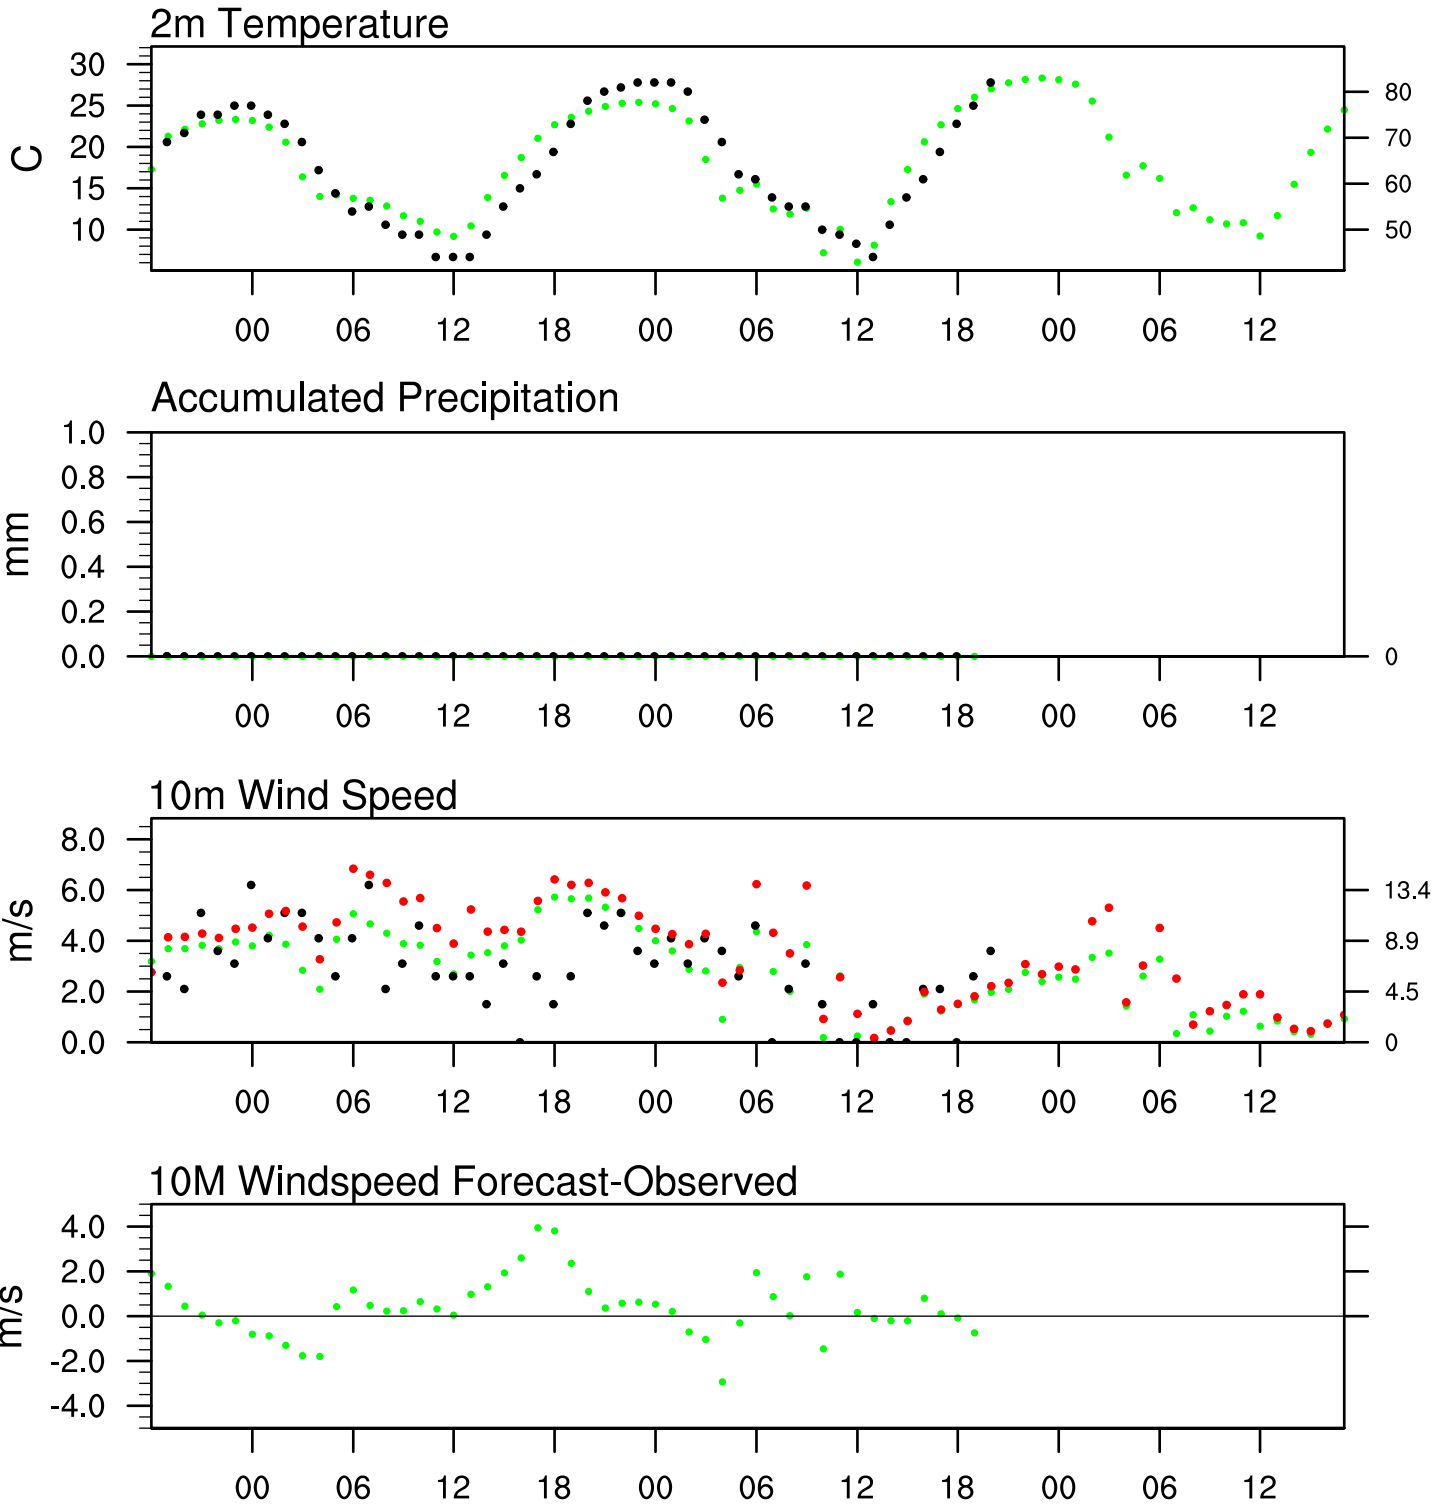 2m Temperature
30
25
20
15
10
C
80
70
60
50
00 06 12 18 00 06 12 18 00 06 12
Accumulated Precipitation
1.0
0.8
0.6
0.4
0.2
0.0
mm
0
00 06 12 18 00 06 12 18 00 06 12
10m Wind Speed
8.0
6.0
4.0
2.0
0.0
m/s
13.4
8.9
4.5
0
00 06 12 18 00 06 12 18 00 06 12
10M Windspeed Forecast-Observed
4.0
2.0
0.0
-2.0
-4.0
m/s
00 06 12 18 00 06 12 18 00 06 12